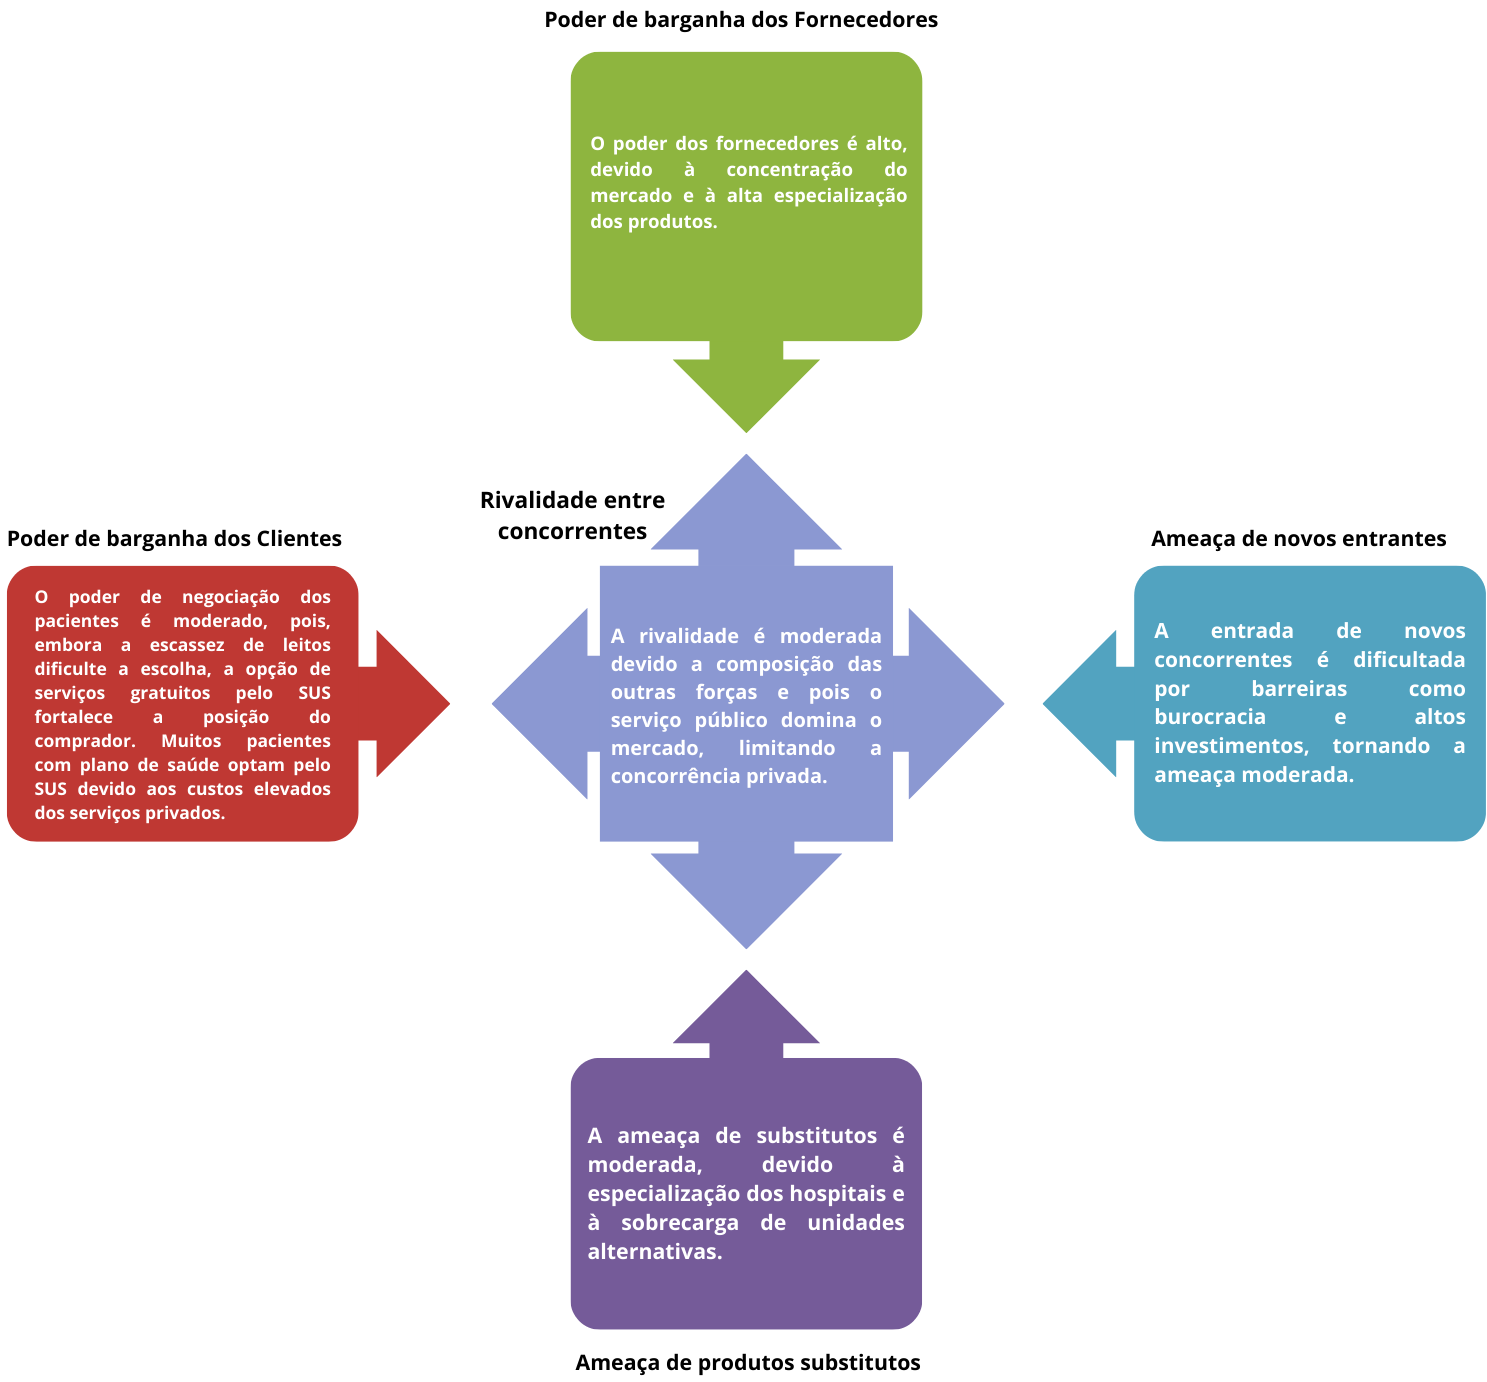 Poder de barganha dos Fornecedores
O poder dos fornecedores é alto,
devido à concentração do
mercado e à alta especialização
dos produtos.
Rivalidade entre
concorrentes
Poder de barganha dos Clientes
O poder de negociação dos
pacientes é moderado, pois,
embora a escassez de leitos
dificulte a escolha, a opção de
serviços gratuitos pelo SUS
fortalece a posição do
comprador. Muitos pacientes
com plano de saúde optam pelo
SUS devido aos custos elevados
dos serviços privados.
A rivalidade é moderada
devido a composição das
outras forças e pois o
serviço público domina o
mercado, limitando a
concorrência privada.
Ameaça de novos entrantes
A entrada de novos
concorrentes é dificultada
por barreiras como
burocracia e altos
investimentos, tornando a
ameaça moderada.
A ameaça de substitutos é
moderada, devido à
especialização dos hospitais e
à sobrecarga de unidades
alternativas.
Ameaça de produtos substitutos